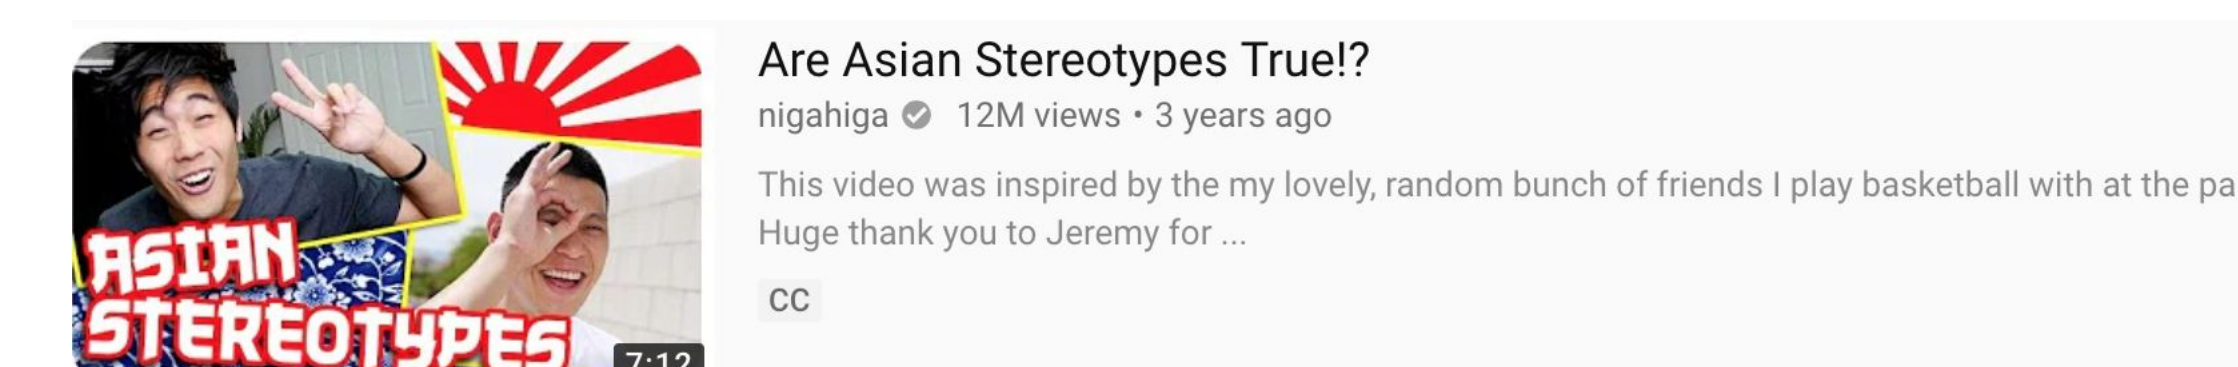 ASIAN
STEREOTYPES
7:12
Are Asian Stereotypes True!?
nigahiga 12M views • 3 years ago
This video was inspired by the my lovely, random bunch of friends I play basketball with at the pa
Huge thank you to Jeremy for ...
CC